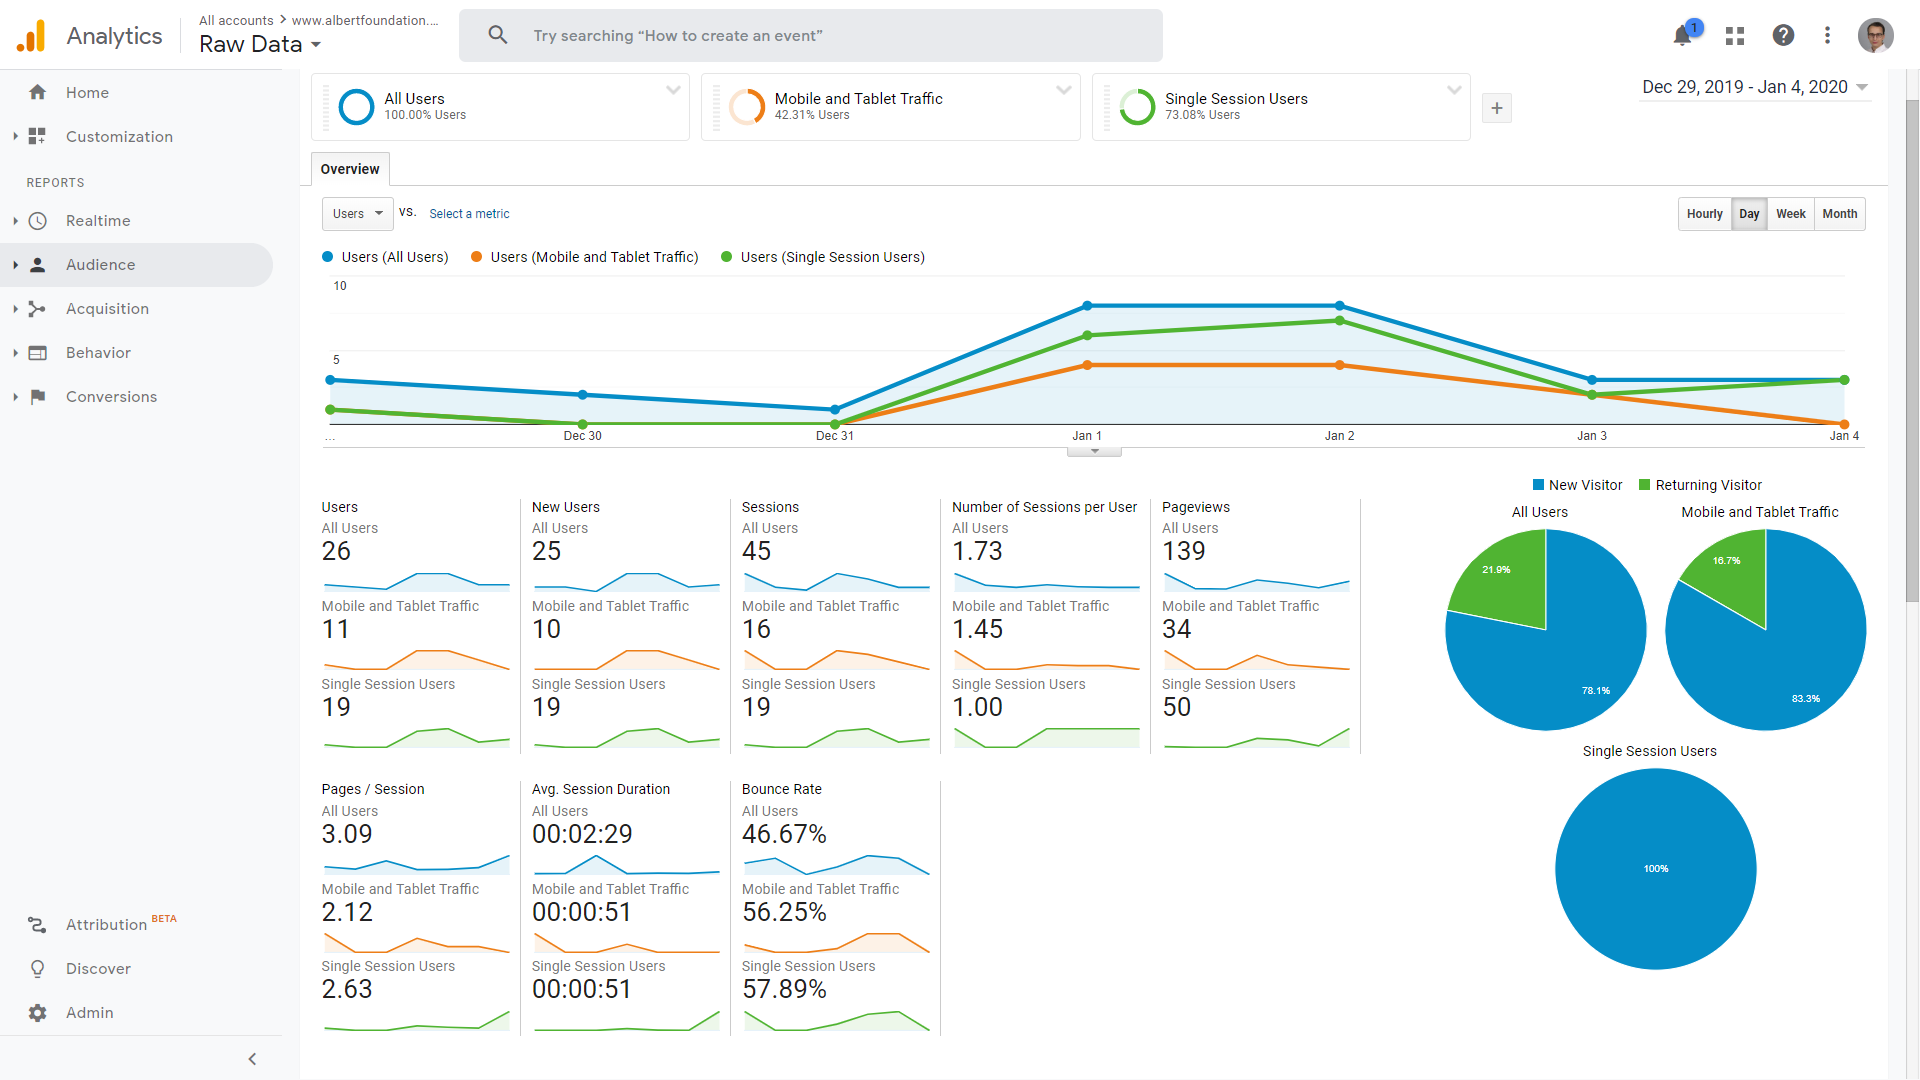 Analytics
All accounts > www.albertfoundation....
Raw Data
Try searching “How to create an event”
1
Home
Customization
REPORTS
Realtime
Audience
Acquisition
Behavior
Conversions
Attribution BETA
Discover
Admin
All Users
100.00% Users
Mobile and Tablet Traffic
42.31% Users
Single Session Users
73.08% Users
+
Dec 29, 2019 - Jan 4, 2020
Overview
Users VS. Select a metric
Hourly Day Week Month
Users (All Users) Users (Mobile and Tablet Traffic) Users (Single Session Users)
10
5
... Dec 30 Dec 31 Jan 1 Jan 2 Jan 3 Jan 4
Users
All Users
26
Mobile and Tablet Traffic
11
Single Session Users
19
New Users
All Users
25
Mobile and Tablet Traffic
10
Single Session Users
19
Sessions
All Users
45
Mobile and Tablet Traffic
16
Single Session Users
19
Number of Sessions per User
All Users
1.73
Mobile and Tablet Traffic
1.45
Single Session Users
1.00
Pageviews
All Users
139
Mobile and Tablet Traffic
34
Single Session Users
50
Pages / Session
All Users
3.09
Mobile and Tablet Traffic
2.12
Single Session Users
2.63
Avg. Session Duration
All Users
00:02:29
Mobile and Tablet Traffic
00:00:51
Single Session Users
00:00:51
Bounce Rate
All Users
46.67%
Mobile and Tablet Traffic
56.25%
Single Session Users
57.89%
New Visitor Returning Visitor
All Users
21.9%
78.1%
Mobile and Tablet Traffic
16.7%
83.3%
Single Session Users
100%